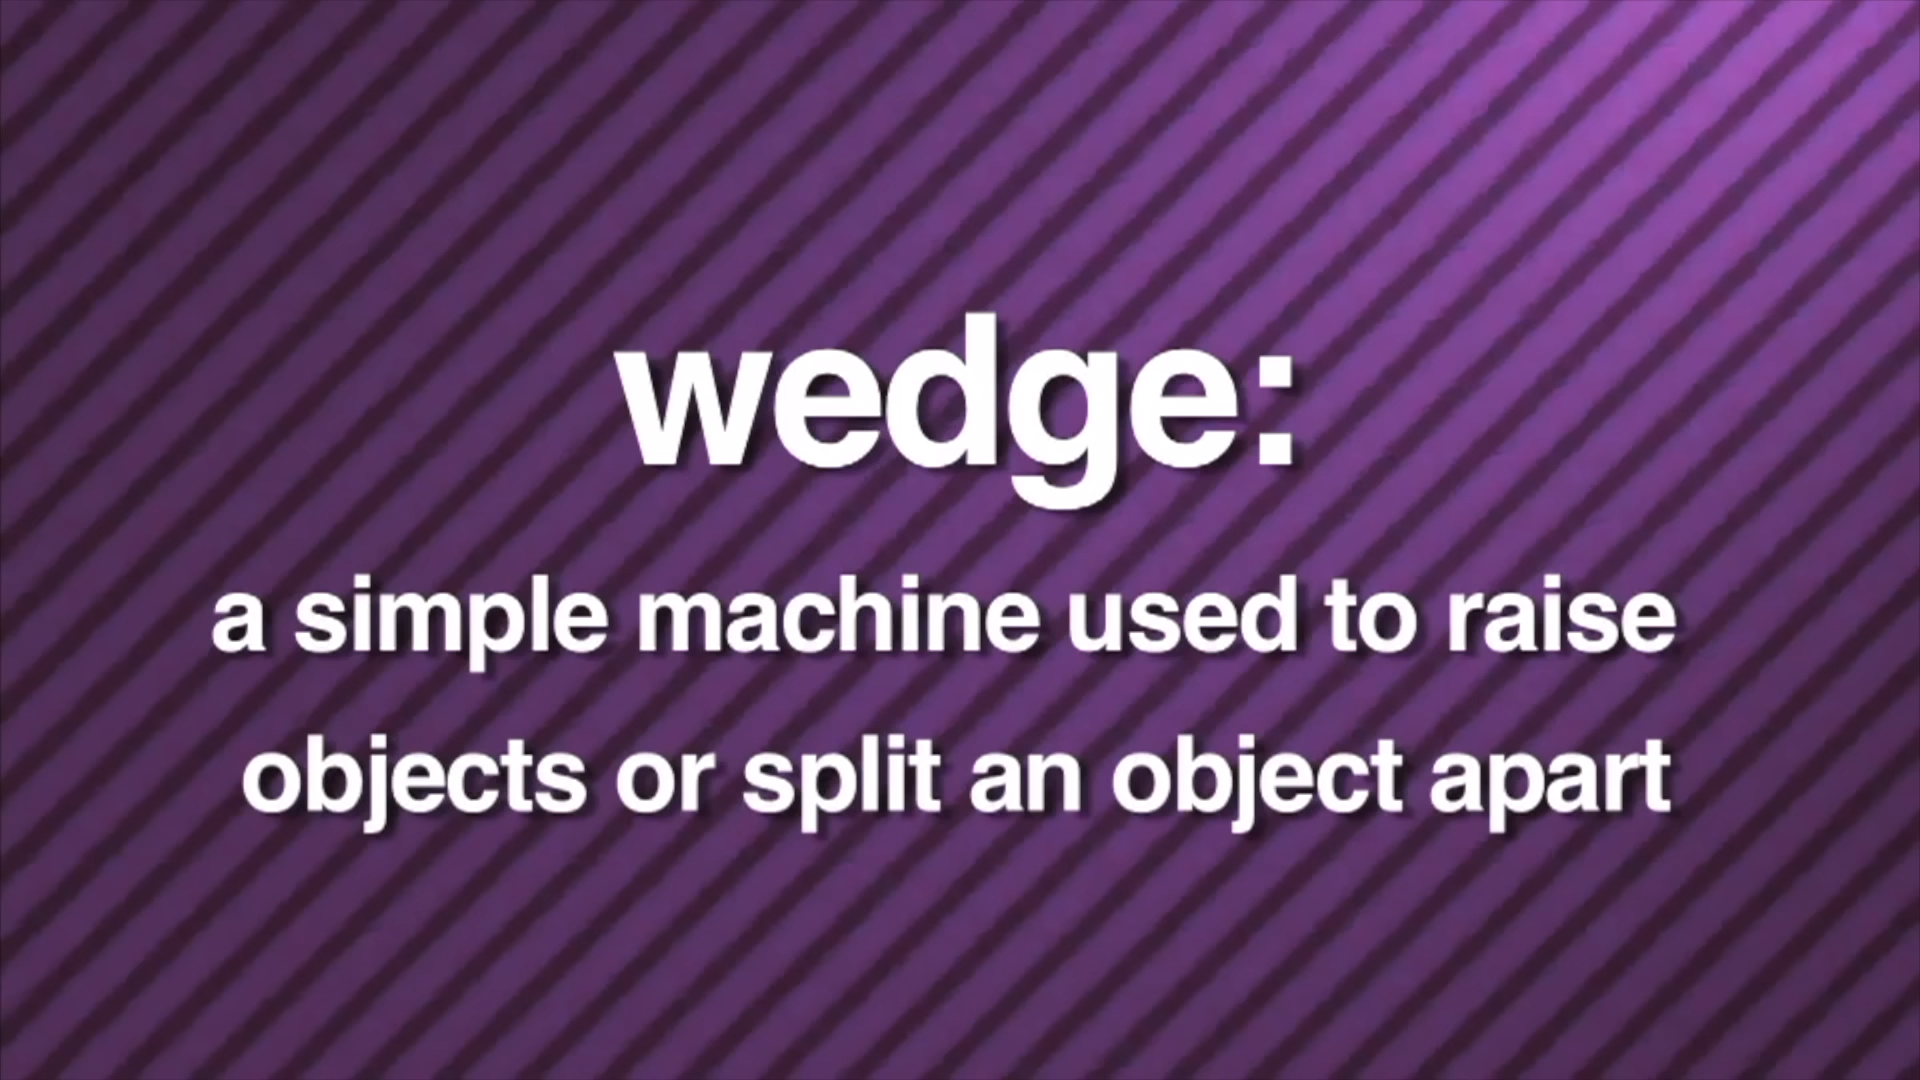 wedge:
a simple machine used to raise
objects or split an object apart